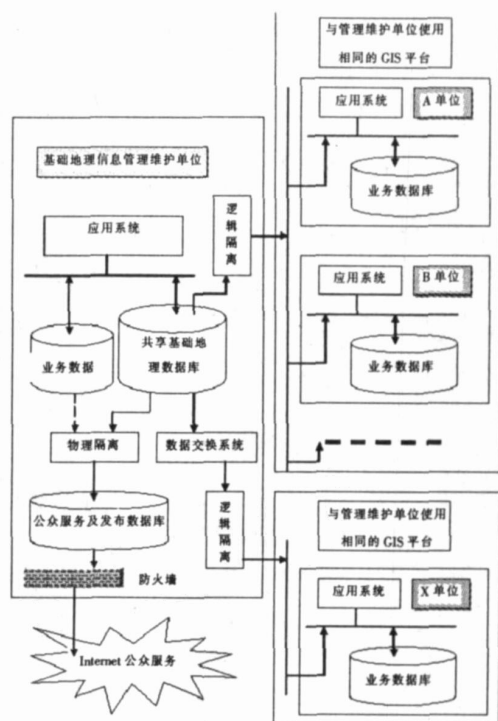 基础地理信息管理维护单位
应用系统
逻
辑
隔
离
业务数据
共享基础地
理数据库
物理隔离
数据交换系统
公众服务及发布数据库
逻
辑
隔
离
防火墙
Internet 公众服务
与管理维护单位使用
相同的 GIS 平台
应用系统
A 单位
业务数据库
应用系统
B 单位
业务数据库
与管理维护单位使用
相同的 GIS 平台
应用系统
X 单位
业务数据库